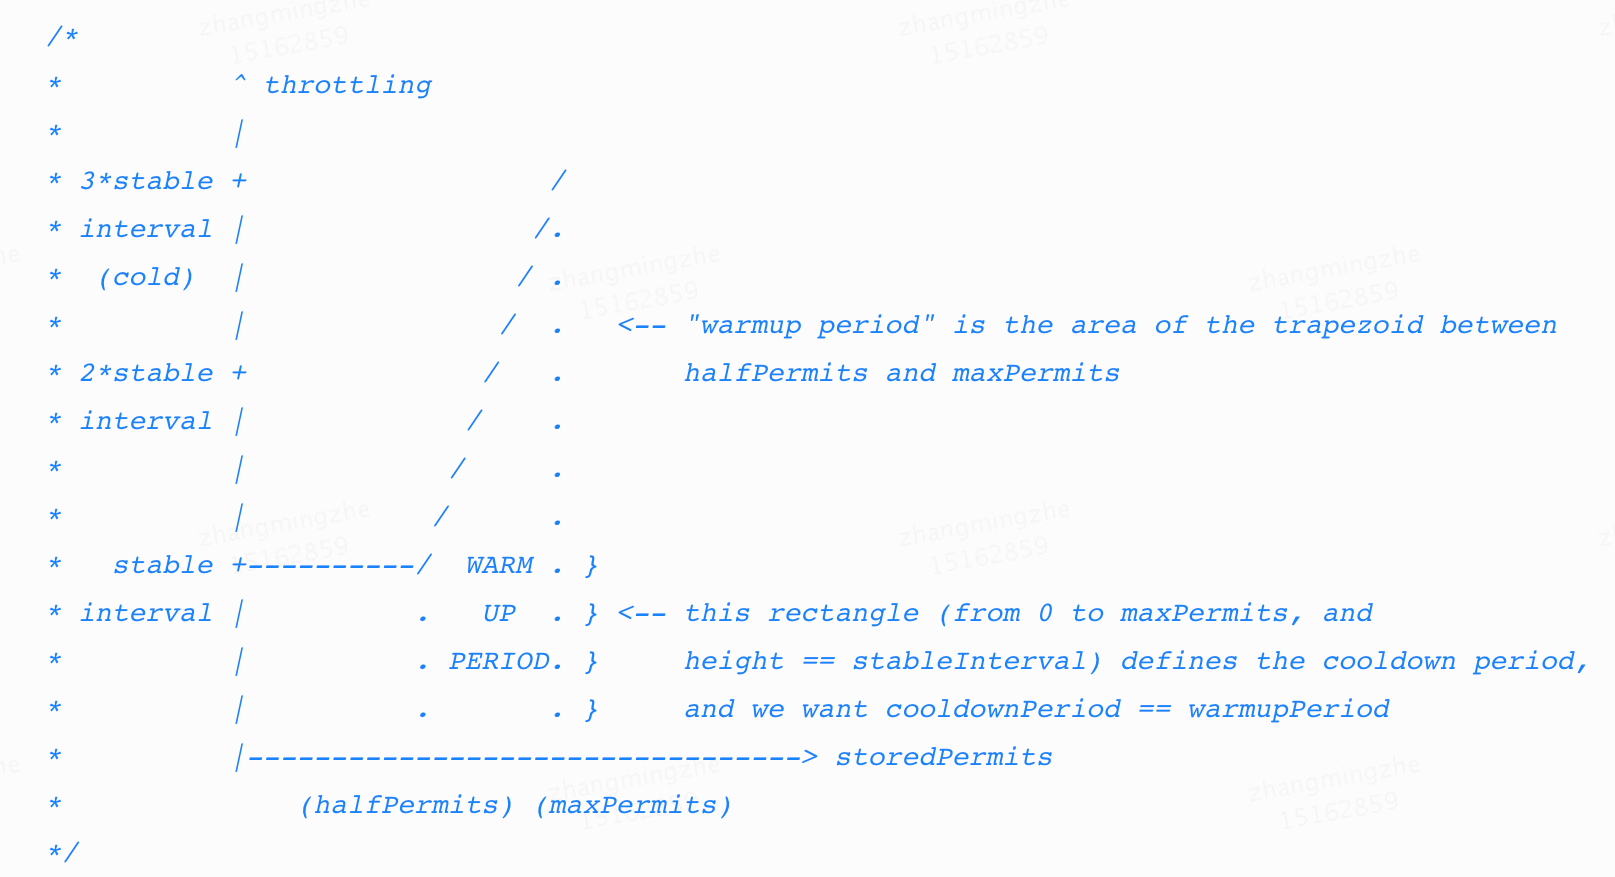 /*
*          ^ throttling
*          |
* 3*stable +                  /
* interval |                 /.
*  (cold)  |                / .
*          |               /  .   <-- "warmup period" is the area of the trapezoid between
* 2*stable +              /   .       halfPermits and maxPermits
* interval |             /    .
*          |            /     .
*          |           /      .
*   stable +----------/  WARM . }
* interval |          .   UP  . } <-- this rectangle (from 0 to maxPermits, and
*          |          . PERIOD. }     height == stableInterval) defines the cooldown period,
*          |          .       . }     and we want cooldownPeriod == warmupPeriod
*          |---------------------------------> storedPermits
*              (halfPermits) (maxPermits)
*/
zhangmingzhe
15162859
zhangmingzhe
15162859
zhangmingzhe
15162859
zhangmingzhe
15162859
zhangmingzhe
15162859
zhangmingzhe
15162859
zhangmingzhe
15162859
zhangmingzhe
15162859